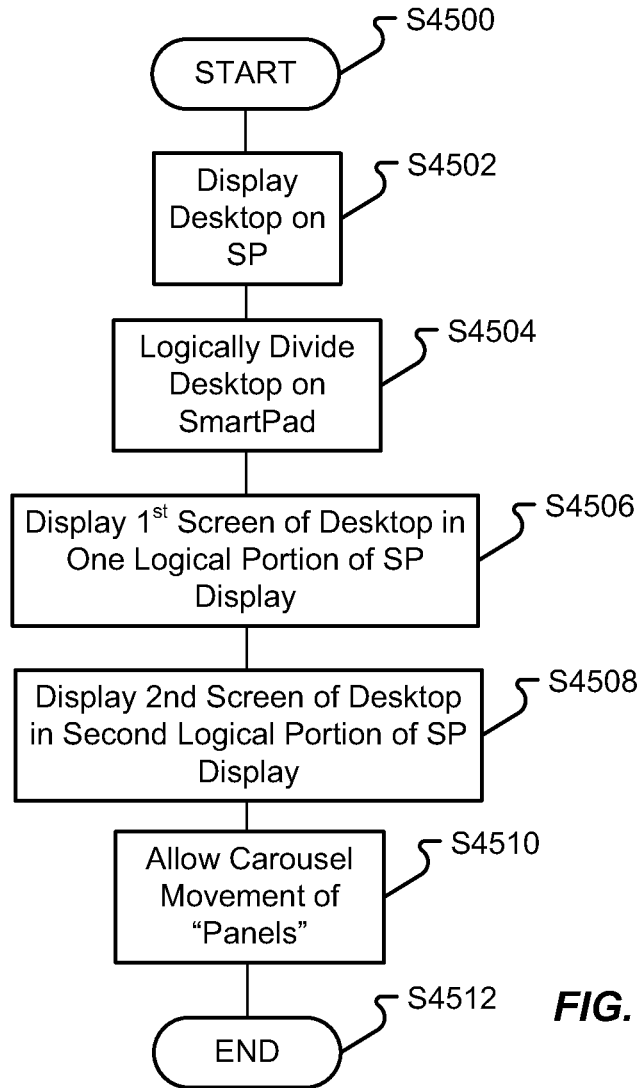 START
S4500
Display
Desktop on
SP
S4502
Logically Divide
Desktop on
SmartPad
S4504
Display 1st Screen of Desktop in
One Logical Portion of SP
Display
S4506
Display 2nd Screen of Desktop
in Second Logical Portion of SP
Display
S4508
Allow Carousel
Movement of
“Panels”
S4510
END
S4512
FIG.